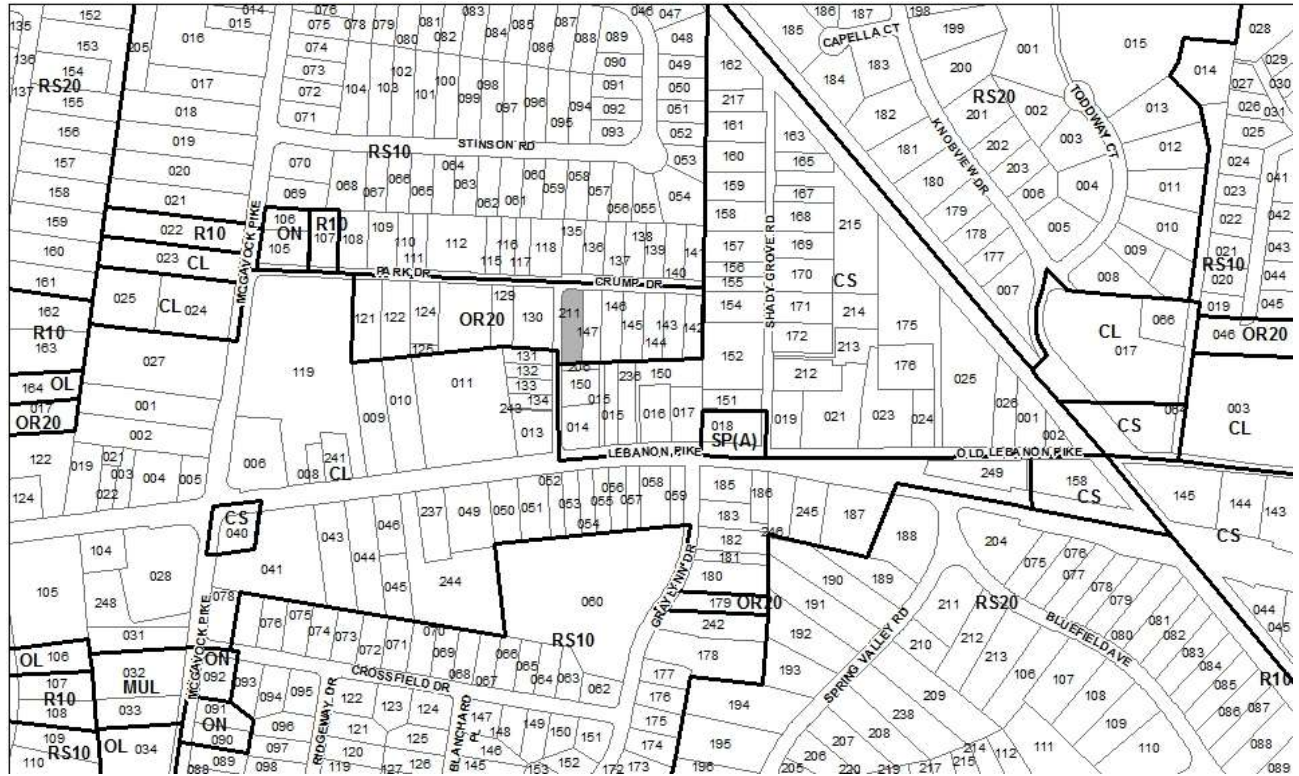 135 152 205 014 015 076 075 078 079 080 081 082 083 084 085 086 087 088 089 046 047 048 186 187 198 185 CAPELLA CT 199 001 015 028
136 153 016 074 090 049 162 184 183 200 TODDWAY CT 014 029
154 RS20 137 017 073 072 104 103 102 101 100 099 098 097 096 095 094 091 092 050 051 217 RS20 013 027 030
155 018 071 093 052 161 163 182 201 002 003 026 031
156 019 STINSON RD 053 160 165 181 KNOBVIEW DR 202 012 025
157 020 070 RS10 064 060 058 054 159 167 180 203 004 024 041
158 021 069 068 067 066 065 063 062 061 059 057 056 055 158 168 215 179 006 011 023 042
159 022 R10 106 ON R10 109 135 138 178 005 010 022
160 023 CL 105 107 108 110 111 112 116 115 117 118 136 137 139 140 141 157 169 177 009 021 043
161 MCGAVOCK PIKE PARK DR CRUMP DR 156 155 170 CS 007 008 RS10 020 044
162 025 CL 024 129 211 146 154 SHADY GROVE RD 171 214 175 019 045
R10 163 121 122 124 OR20 130 147 145 143 144 142 172 213 CL 066 046 OR20
027 119 125 131 206 152 212 176 017
164 OL 011 132 150 236 150 025
017 OR20 001 009 010 133 134 243 015 015 016 017 151 026 064 003
002 013 014 018 SP(A) 019 021 023 024 001 002 CS CL
122 019 021 003 004 005 006 008 241 CL LEBANON PIKE OLD LEBANON PIKE
124 022 052 056 058 185 186 249 158 CS 145 144 143
CS 040 043 046 237 049 050 051 053 055 057 059 054 183 245 187 188 CS
104 044 182 246 204 075
105 028 041 045 244 181 190 189 076 077 078
248 078 060 180 191 211 RS20 079
031 076 075 074 073 072 071 070 069 066 065 RS10 GRAYLYNN DR 179 OR20 242 SPRING VALLEY RD 210 212 BLUEFIELD AVE 080 081 082 044 045
OL 106 032 MUL MCGAVOCK PIKE ON 092 093 CROSSFIELD DR 068 067 064 063 062 178 192 193 213 106 083 084
107 R10 108 033 091 094 095 122 123 124 177 176 194 209 107 108 085 R10
109 RS10 OL 034 ON 090 096 RIDGEWAY DR 121 125 BLANCHARD PL 147 148 149 150 151 175 238 208 109 086 087
110 088 089 097 098 120 119 127 126 146 145 153 152 172 173 174 195 196 207 206 205 220 219 217 215 214 112 111 110 088 089